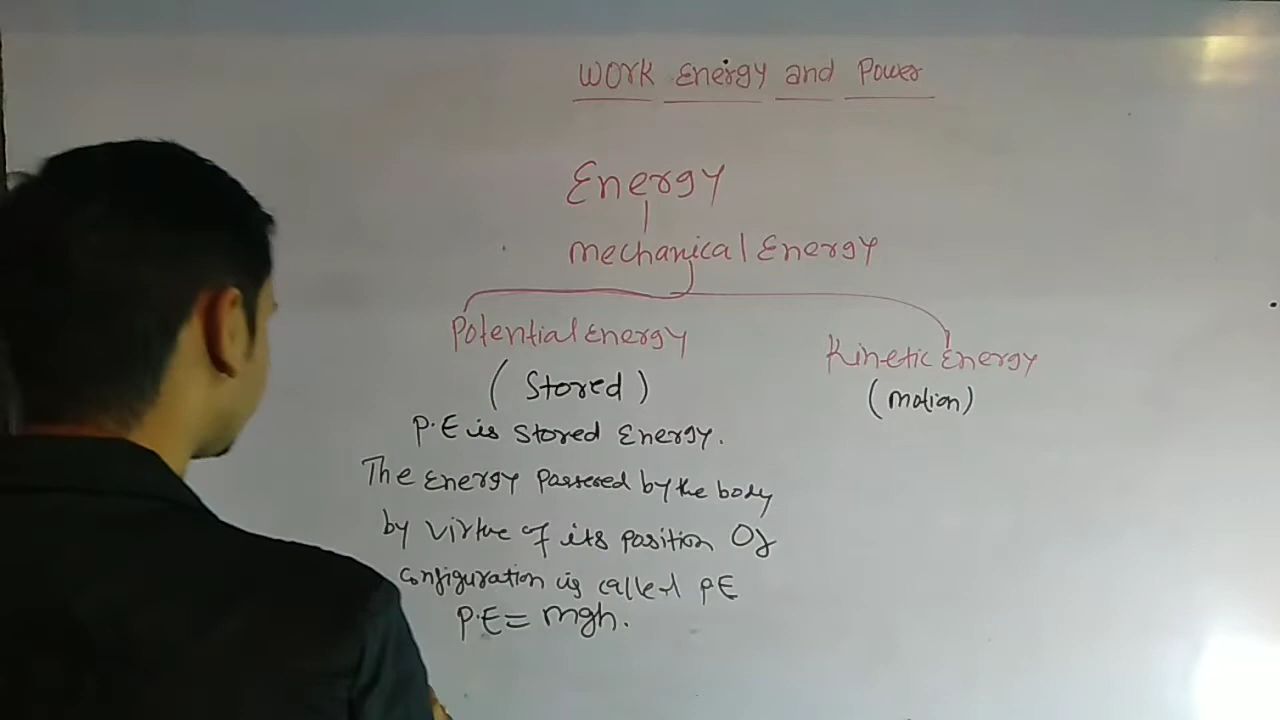 WORK Energy and Power
Energy
mechanical Energy
Potential Energy
Kinetic Energy
(Stored)
(motion)
P.E is Stored Energy.
The Energy Passesed by the body
by virtue of its Position Or
configuration is called PE
P.E = mgh.